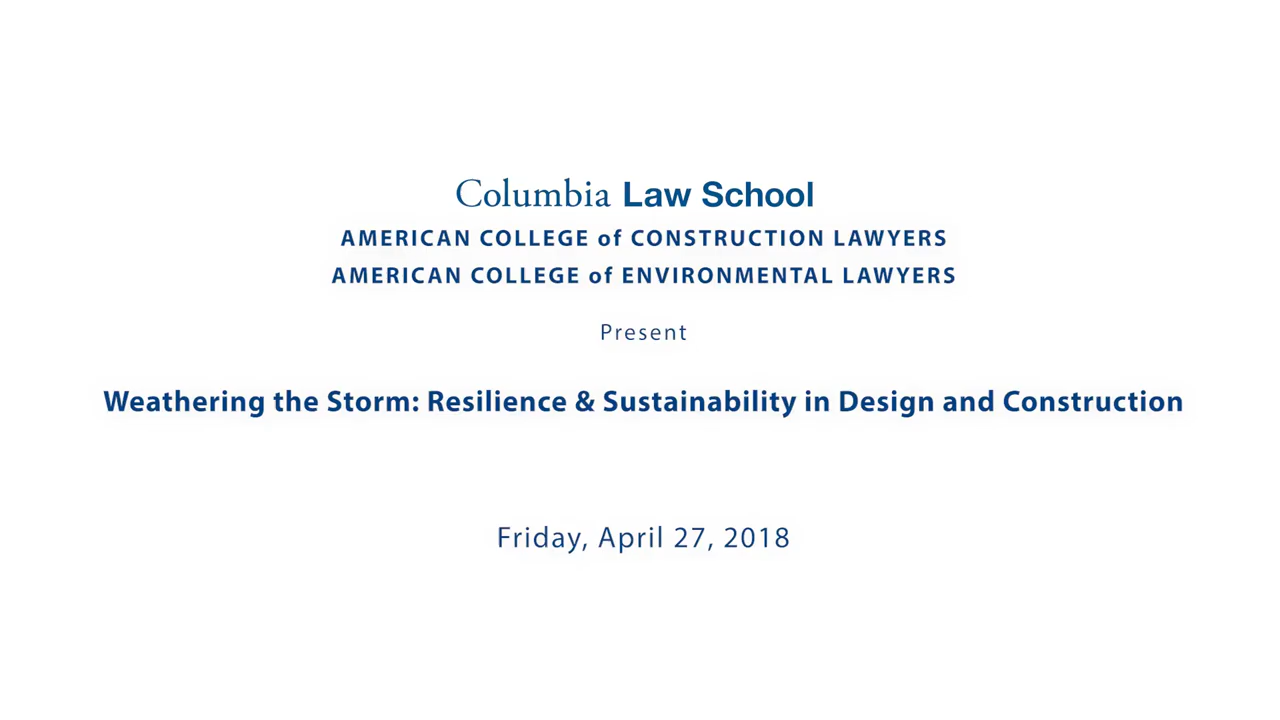 Columbia Law School
AMERICAN COLLEGE of CONSTRUCTION LAWYERS
AMERICAN COLLEGE of ENVIRONMENTAL LAWYERS
Present
Weathering the Storm: Resilience & Sustainability in Design and Construction
Friday, April 27, 2018